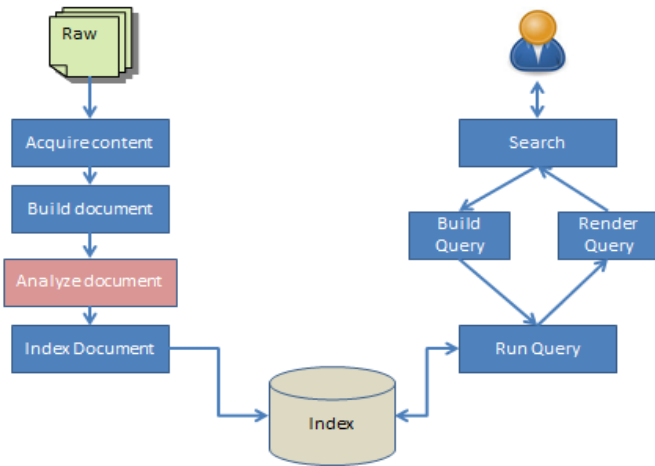 Raw
Acquire content
Search
Build document
Build
Query
Render
Query
Analyze document
Index Document
Run Query
Index